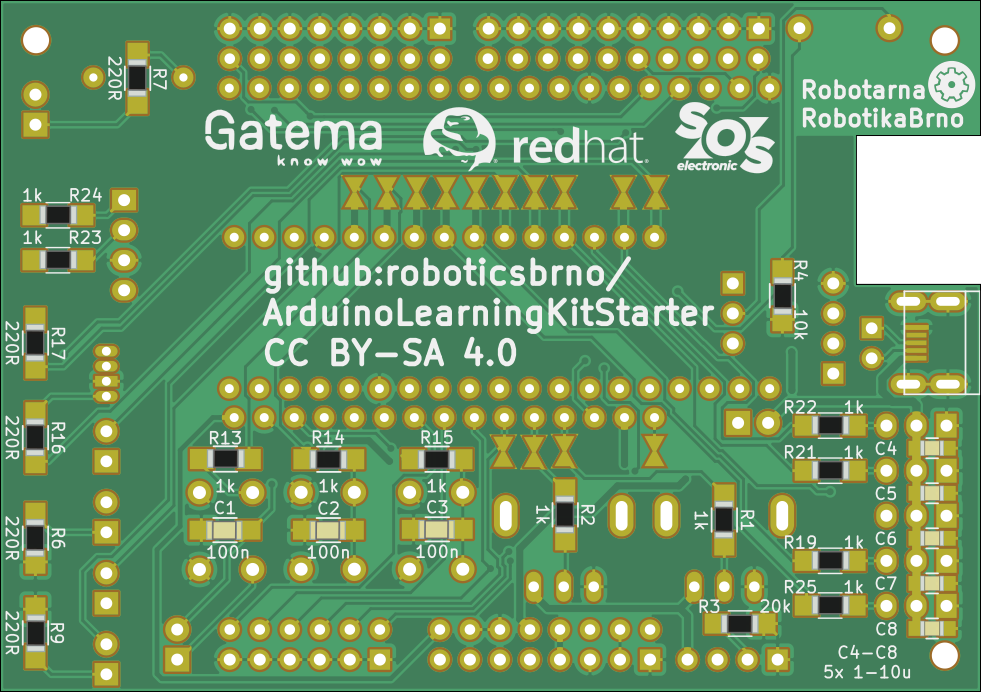 R7
220R
Robotarna
RobotikaBrno
Gatema
know wow
redhat
SOS
electronic
1k R24
1k R23
github:roboticsbrno/
ArduinoLearningKitStarter
CC BY-SA 4.0
R4
10k
R17
220R
R16
220R
R6
220R
R9
220R
R13
1k
C1
100n
R14
1k
C2
100n
R15
1k
C3
100n
R2
1k
R1
1k
R22 1k
C4
R21 1k
C5
C6
R19 1k
C7
R25 1k
C8
R3 20k
C4-C8
5x 1-10u